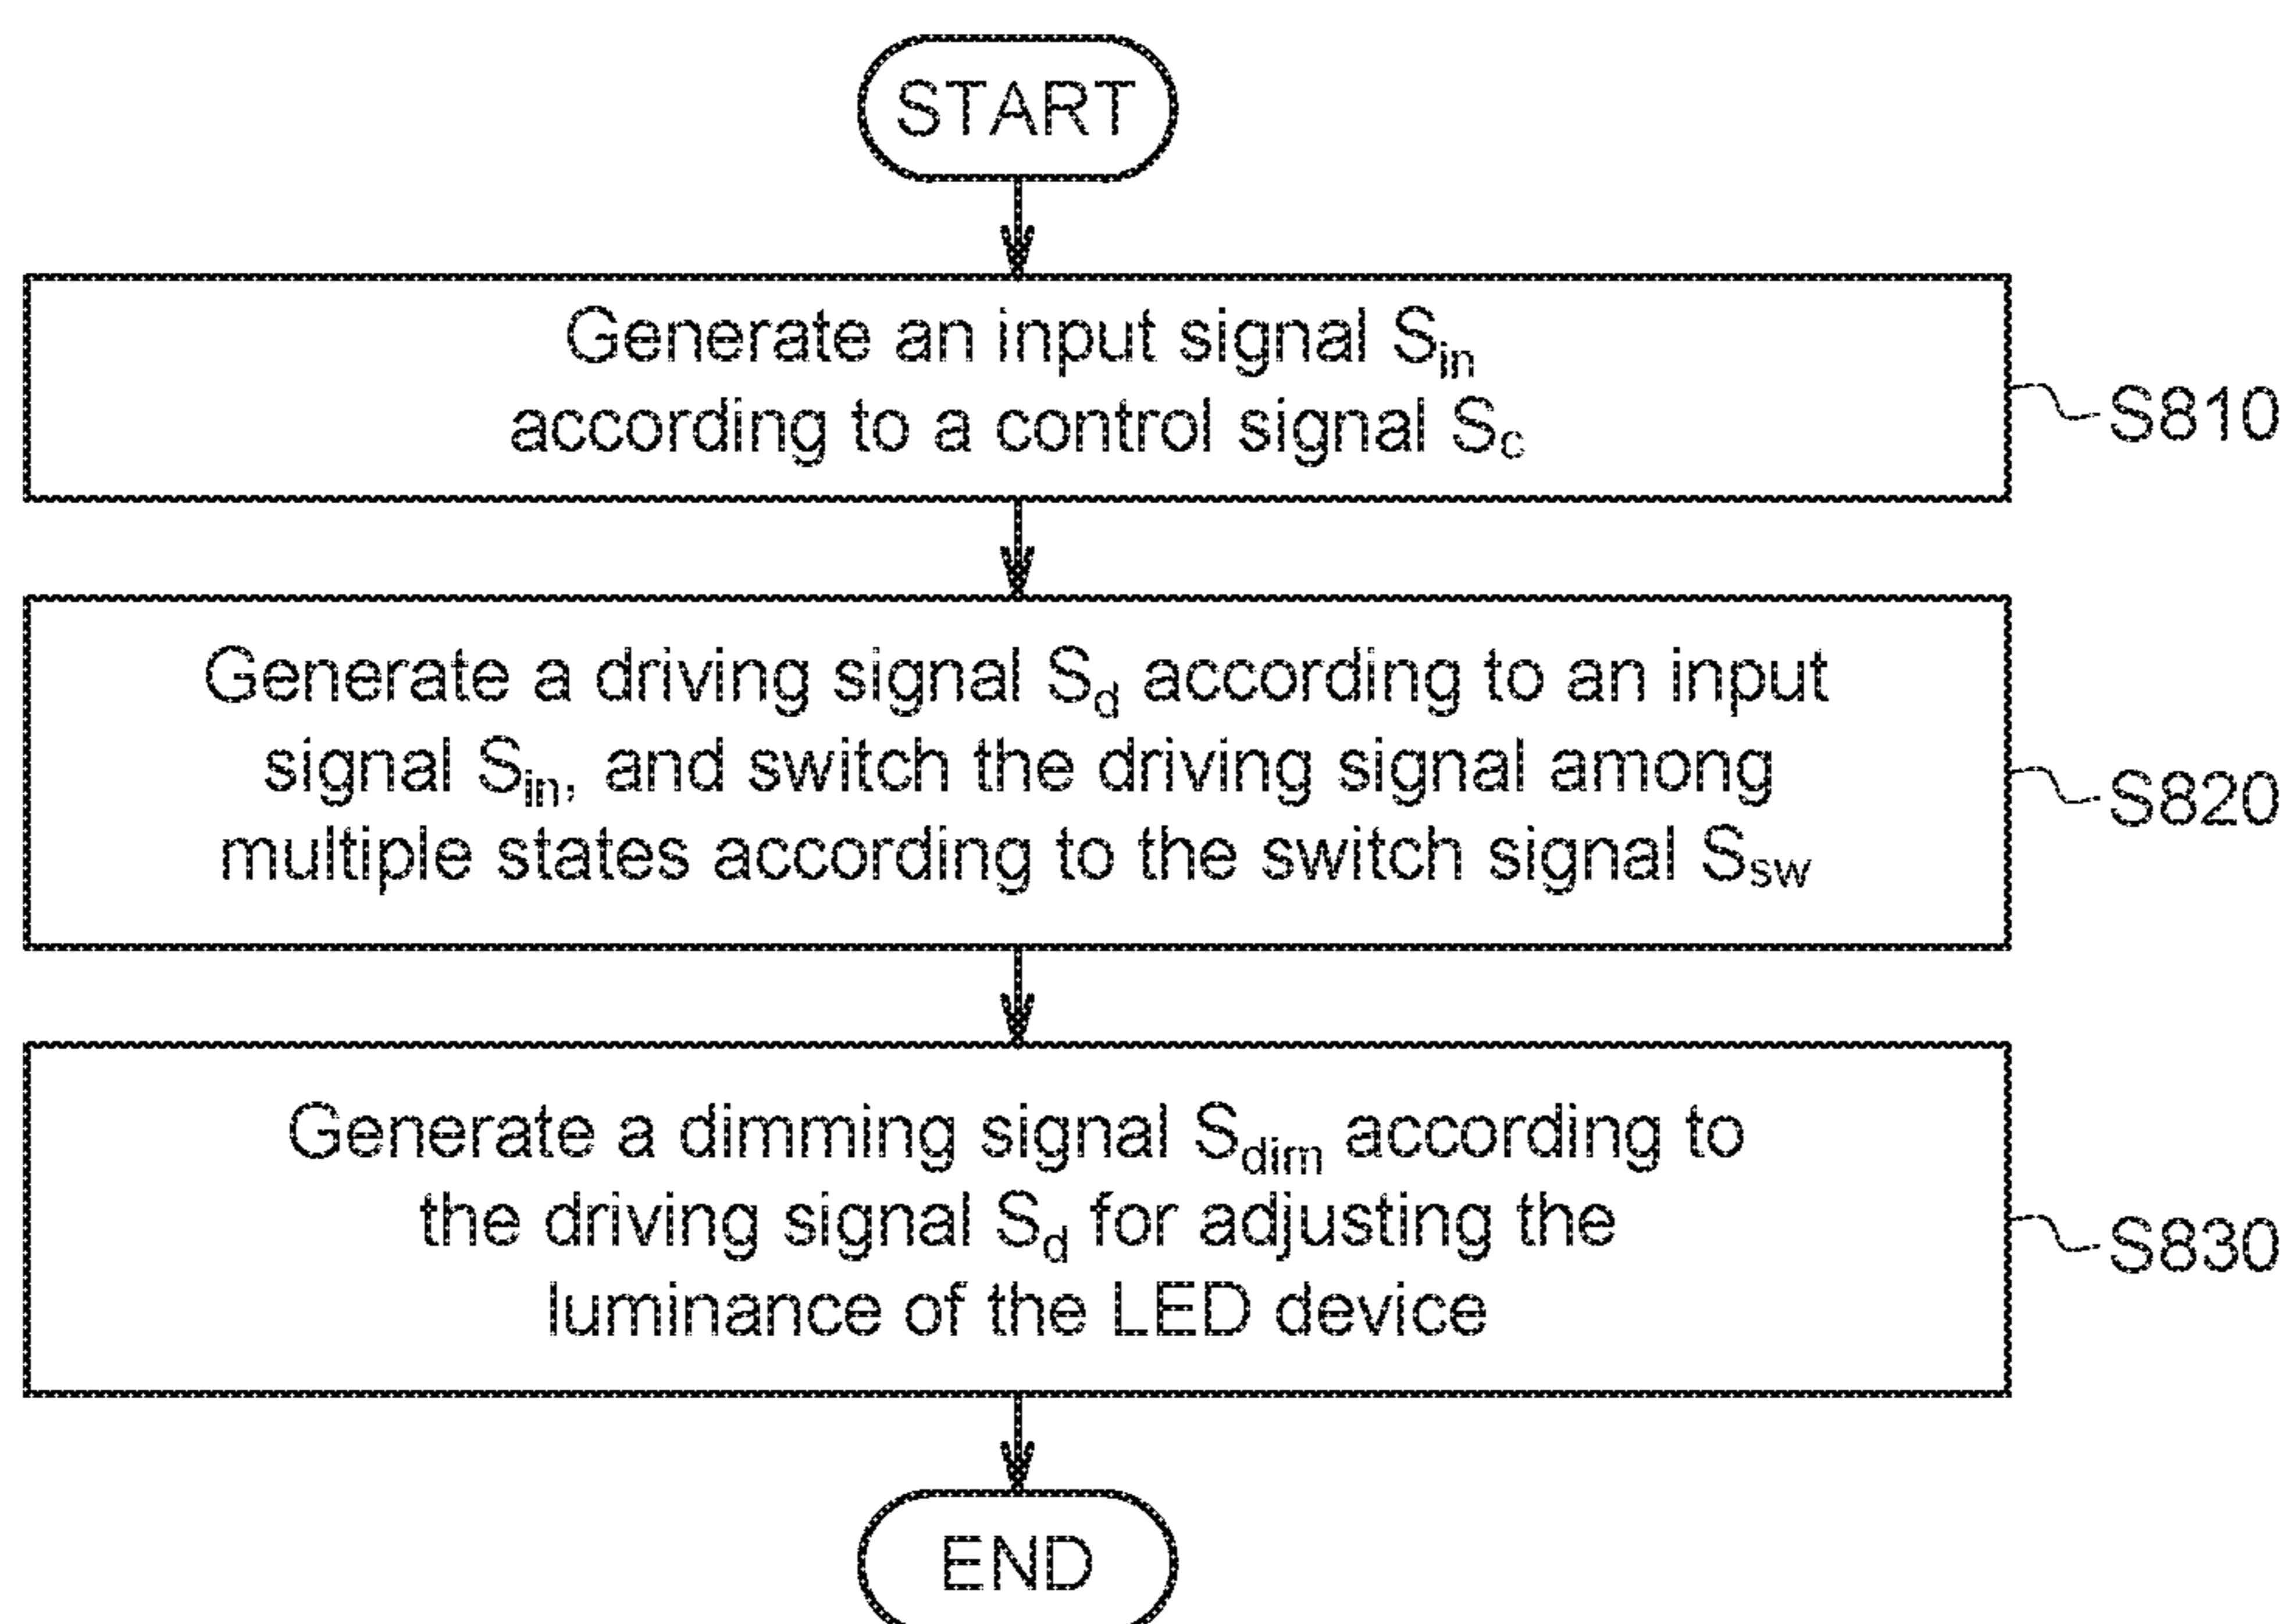 START
Generate an input signal Sin
according to a control signal Sc
S810
Generate a driving signal Sd according to an input
signal Sin, and switch the driving signal among
multiple states according to the switch signal Ssw
S820
Generate a dimming signal Sdim according to
the driving signal Sd for adjusting the
luminance of the LED device
S830
END